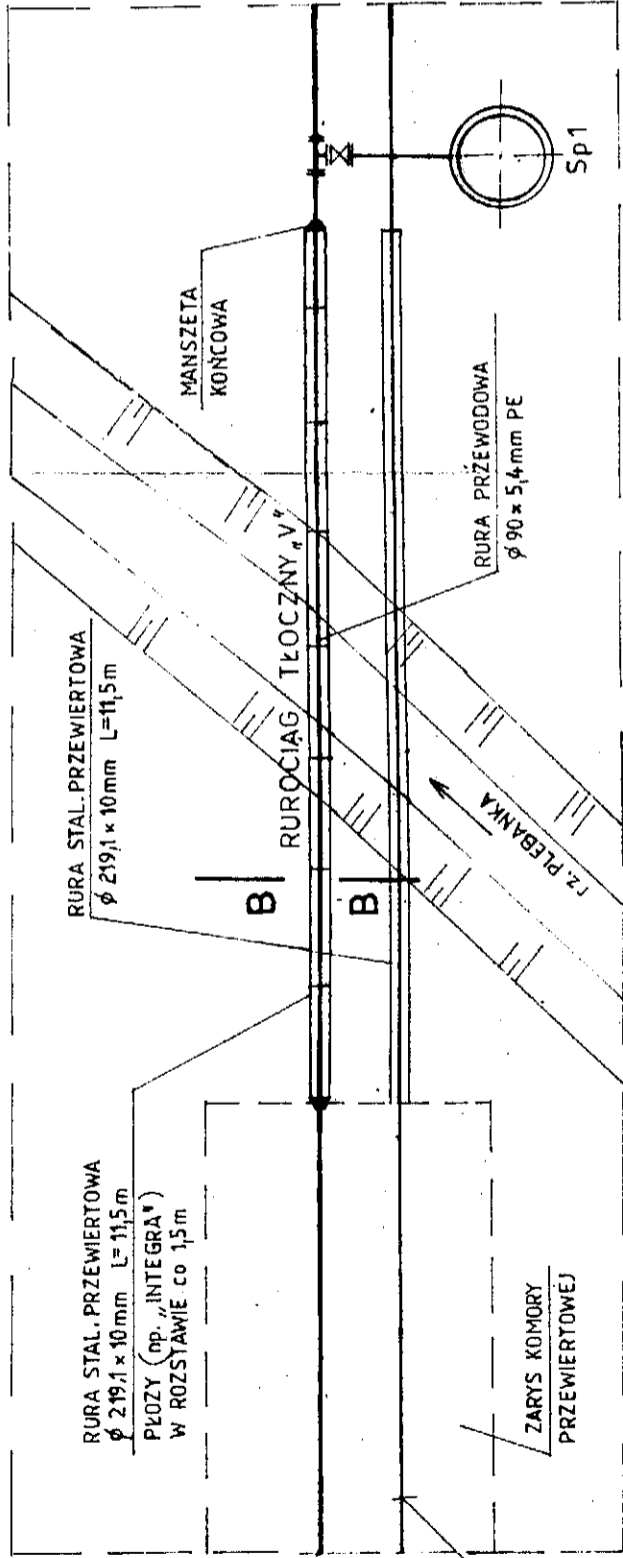 RURA STAL. PRZEWIERTOWA
ø 219,1 x 10mm L=11,5m
PŁOZY (np. „INTEGRA")
W ROZSTAWIE co 1,5m
RURA STAL. PRZEWIERTOWA
ø 219,1 x 10mm L=11,5m
MANSZETA
KOŃCOWA
RUROCIĄG TŁOCZNY „V"
B
B
rz. PLEBANKA
RURA PRZEWODOWA
ø 90 x 5,4mm PE
Sp1
ZARYS KOMORY
PRZEWIERTOWEJ